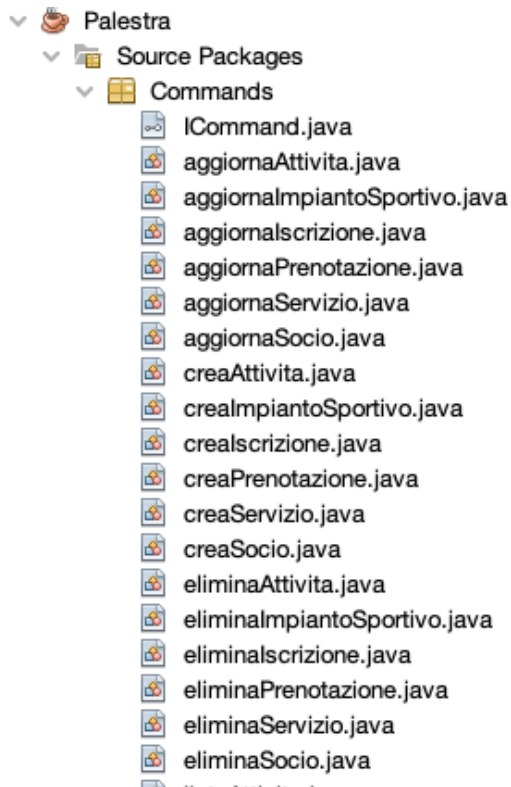 Palestra
Source Packages
Commands
ICommand.java
aggiornaAttivita.java
aggiornaImpiantoSportivo.java
aggiornaIscrizione.java
aggiornaPrenotazione.java
aggiornaServizio.java
aggiornaSocio.java
creaAttivita.java
creaImpiantoSportivo.java
creaIscrizione.java
creaPrenotazione.java
creaServizio.java
creaSocio.java
eliminaAttivita.java
eliminaImpiantoSportivo.java
eliminaIscrizione.java
eliminaPrenotazione.java
eliminaServizio.java
eliminaSocio.java